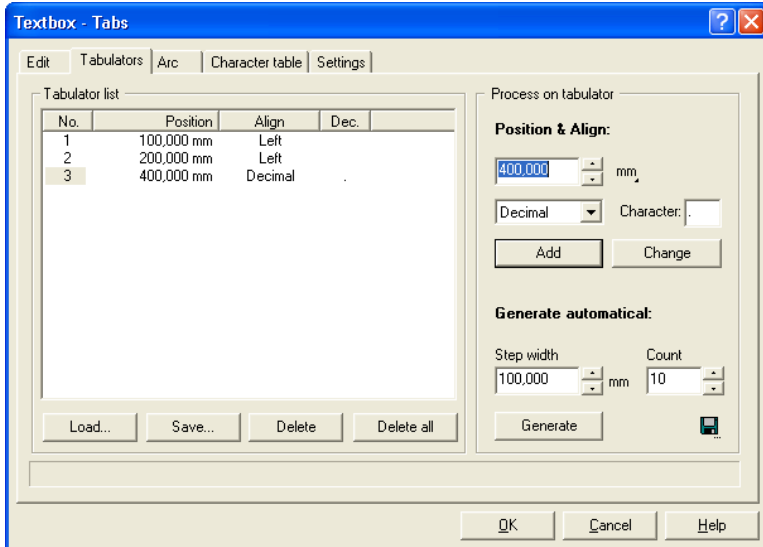 Textbox - Tabs
Edit Tabulators Arc Character table Settings
Tabulator list
No. Position Align Dec.
1 100,000 mm Left
2 200,000 mm Left
3 400,000 mm Decimal .
Load... Save... Delete Delete all
Process on tabulator
Position & Align:
400,000 mm
Decimal Character: .
Add Change
Generate automatical:
Step width Count
100,000 mm 10
Generate
OK Cancel Help